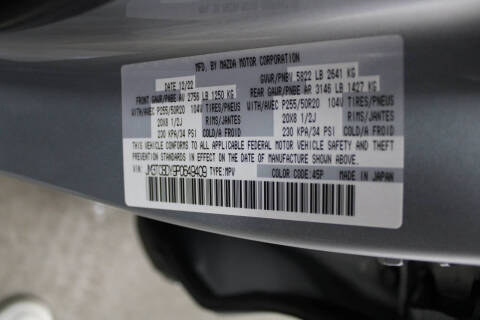 MFD. BY MAZDA MOTOR CORPORATION
DATE: 12/22 GVWR/PNBV 5822 LB 2641 KG
FRONT GAWR/PNBE AV 2756 LB 1250 KG REAR GAWR/PNBE AR 3146 LB 1427 KG
WITH/AVEC P255/50R20 104V TIRES/PNEUS WITH/AVEC P255/50R20 104V TIRES/PNEUS
20X8 1/2J RIMS/JANTES 20X8 1/2J RIMS/JANTES
230 KPA/34 PSI COLD/A FROID 230 KPA/34 PSI COLD/A FROID
THIS VEHICLE CONFORMS TO ALL APPLICABLE FEDERAL MOTOR VEHICLE SAFETY AND THEFT
PREVENTION STANDARDS IN EFFECT ON THE DATE OF MANUFACTURE SHOWN ABOVE.
VIN: JM3TCBDY9P0649409 TYPE:MPV COLOR CODE:45P MADE IN JAPAN